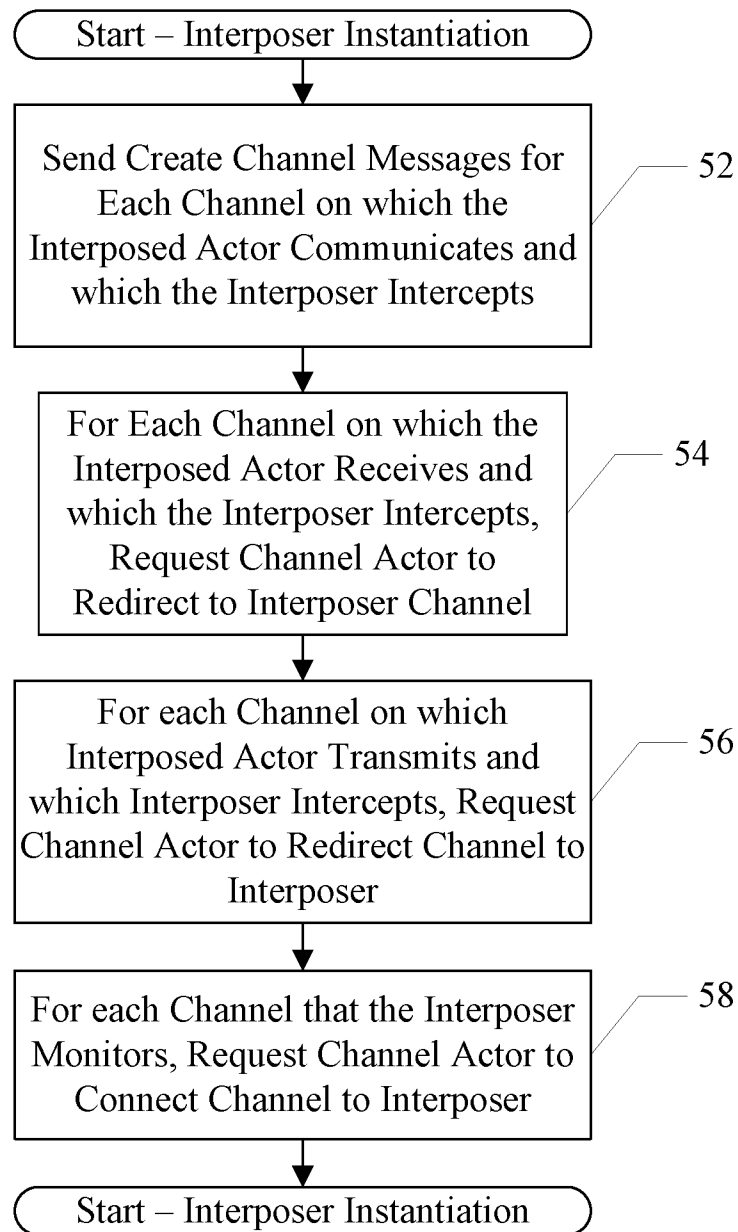 Start – Interposer Instantiation
Send Create Channel Messages for
Each Channel on which the
Interposed Actor Communicates and
which the Interposer Intercepts
52
For Each Channel on which the
Interposed Actor Receives and
which the Interposer Intercepts,
Request Channel Actor to
Redirect to Interposer Channel
54
For each Channel on which
Interposed Actor Transmits and
which Interposer Intercepts, Request
Channel Actor to Redirect Channel to
Interposer
56
For each Channel that the Interposer
Monitors, Request Channel Actor to
Connect Channel to Interposer
58
Start – Interposer Instantiation